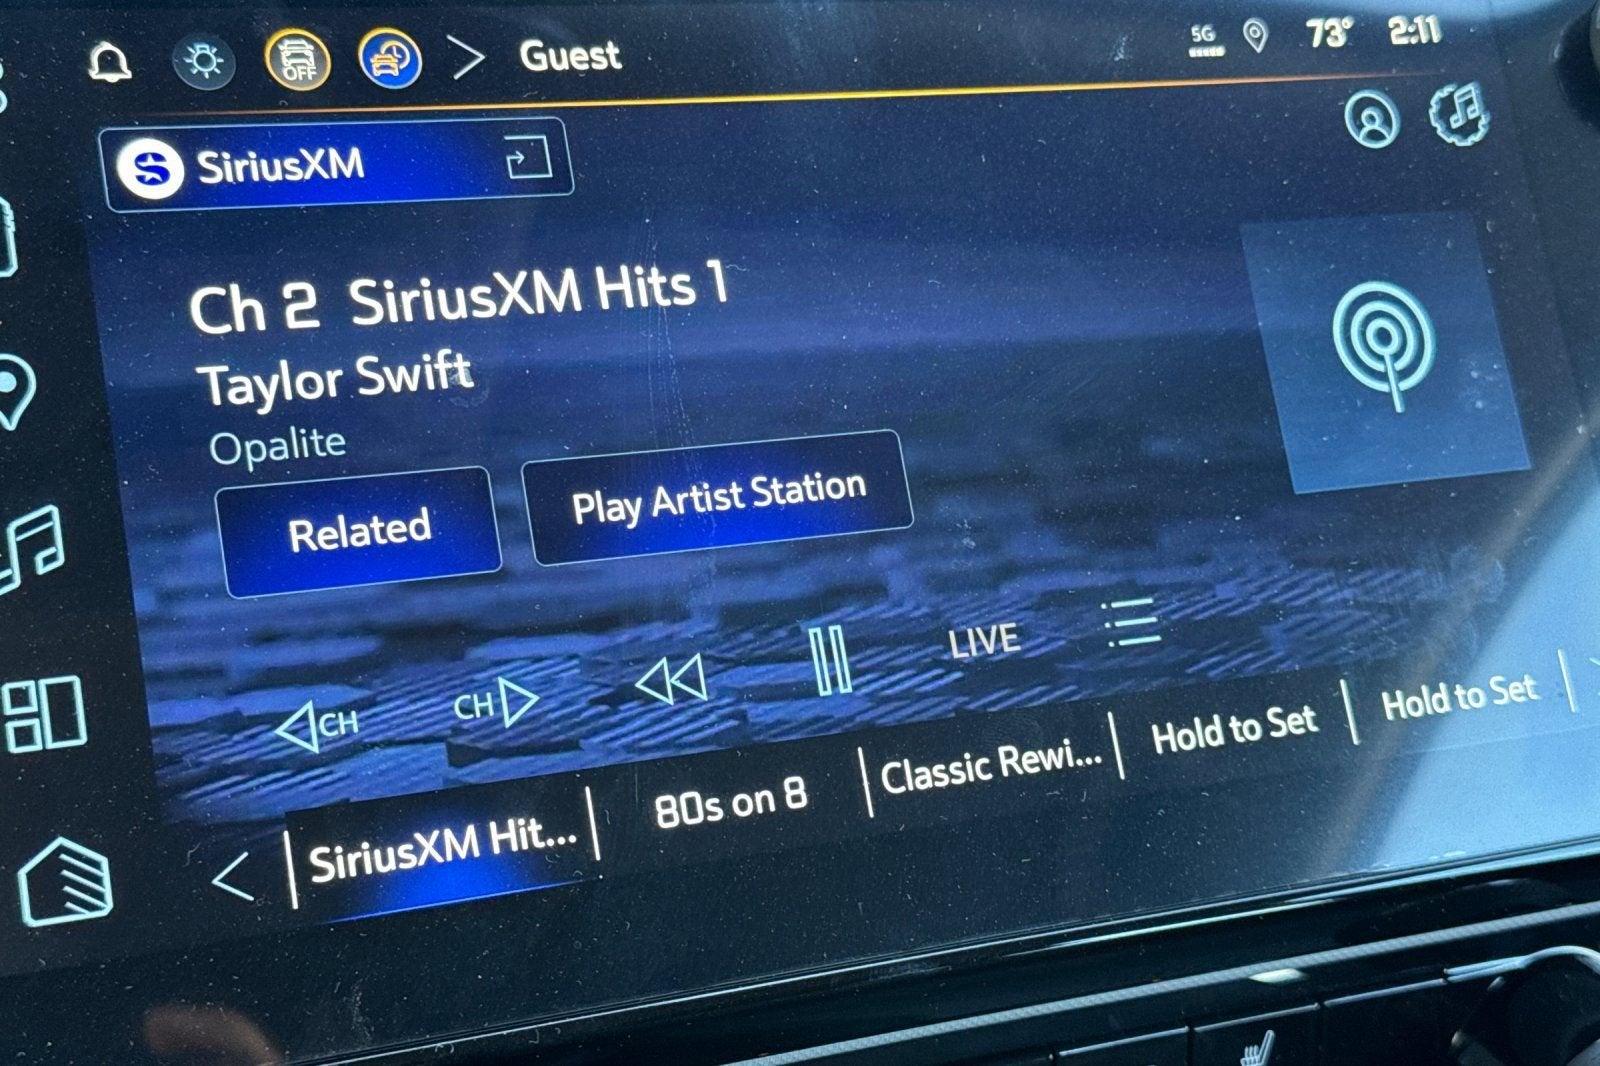 OFF
Guest
5G
73°
2:11
SiriusXM
Ch 2 SiriusXM Hits 1
Taylor Swift
Opalite
Related
Play Artist Station
CH
CH
LIVE
SiriusXM Hit...
80s on 8
Classic Rewi...
Hold to Set
Hold to Set